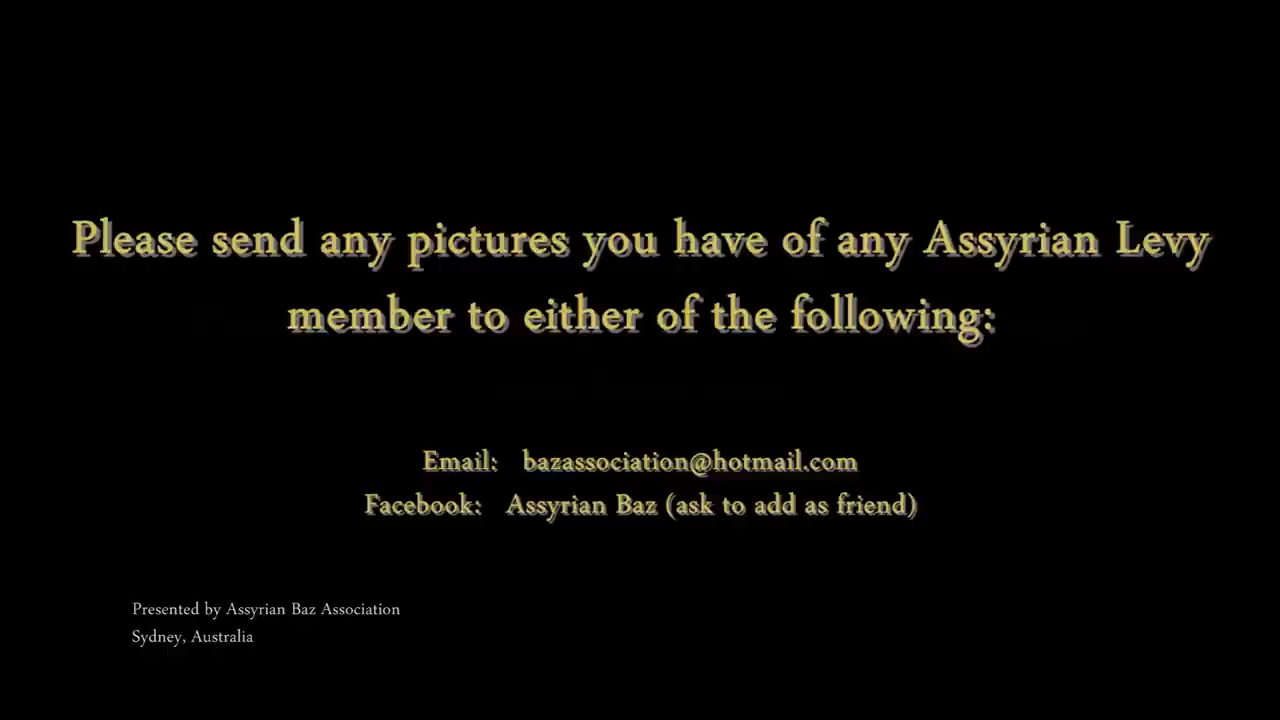 Please send any pictures you have of any Assyrian Levy
member to either of the following:
Email: bazassociation@hotmail.com
Facebook: Assyrian Baz (ask to add as friend)
Presented by Assyrian Baz Association
Sydney, Australia